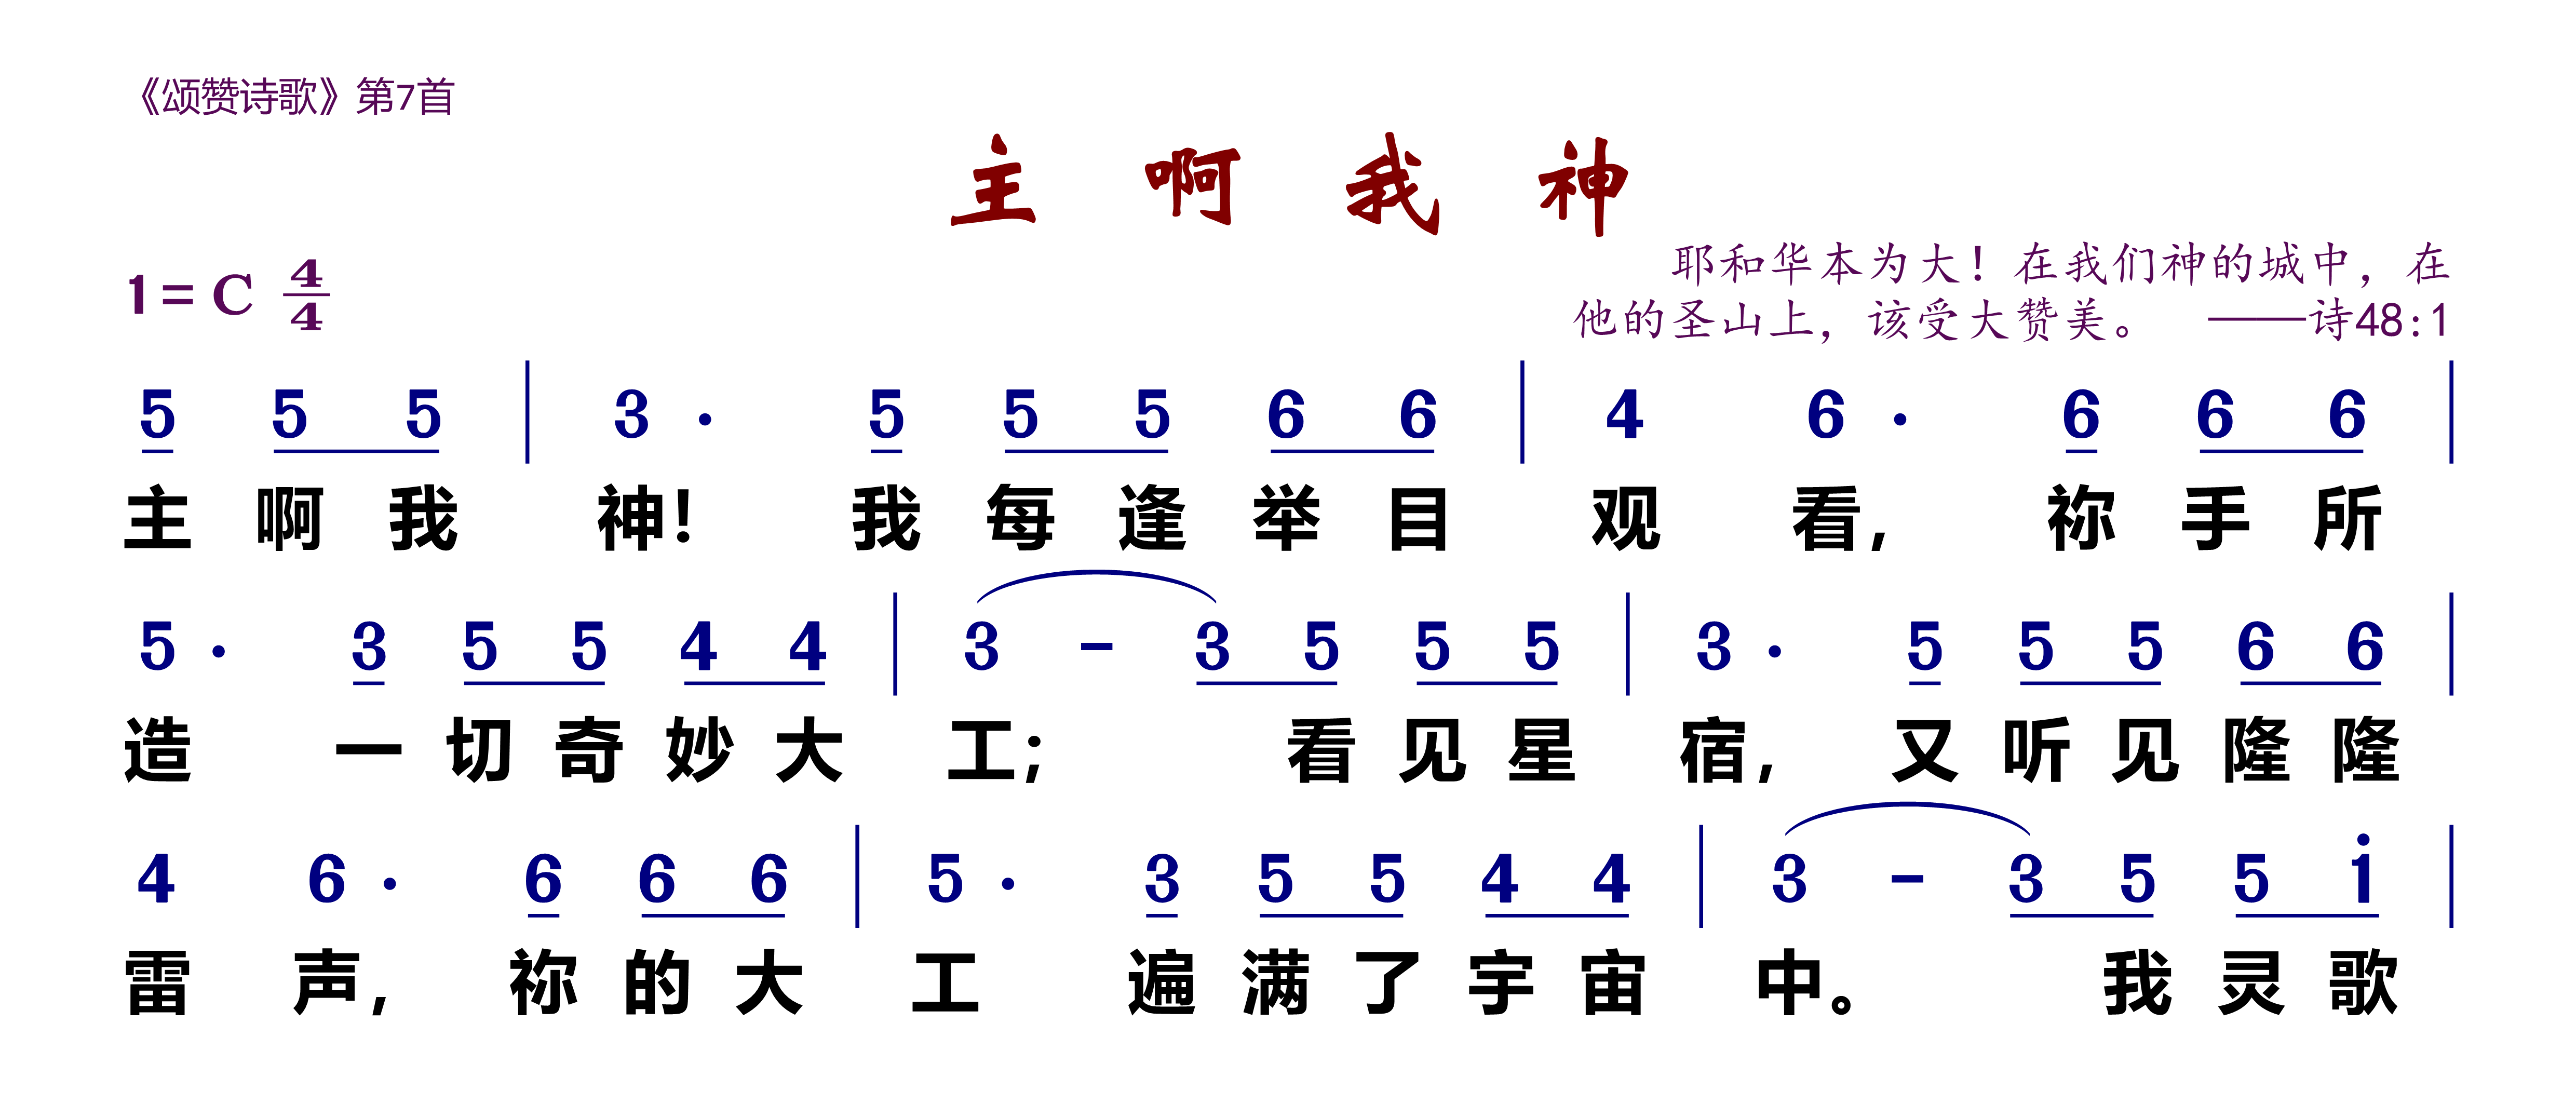 《颂赞诗歌》第7首
主 啊 我 神
1 = C 4/4
耶和华本为大！在我们神的城中，在
他的圣山上，该受大赞美。 ——诗48:1
5 5 5 | 3 · 5 5 5 6 6 | 4 6 · 6 6 6 |
主 啊 我 神！ 我 每 逢 举 目 观 看， 祢 手 所
5 · 3 5 5 4 4 | 3 - 3 5 5 5 | 3 · 5 5 5 6 6 |
造 一 切 奇 妙 大 工； 看 见 星 宿， 又 听 见 隆 隆
4 6 · 6 6 6 | 5 · 3 5 5 4 4 | 3 - 3 5 5 1̇ |
雷 声， 祢 的 大 工 遍 满 了 宇 宙 中。 我 灵 歌